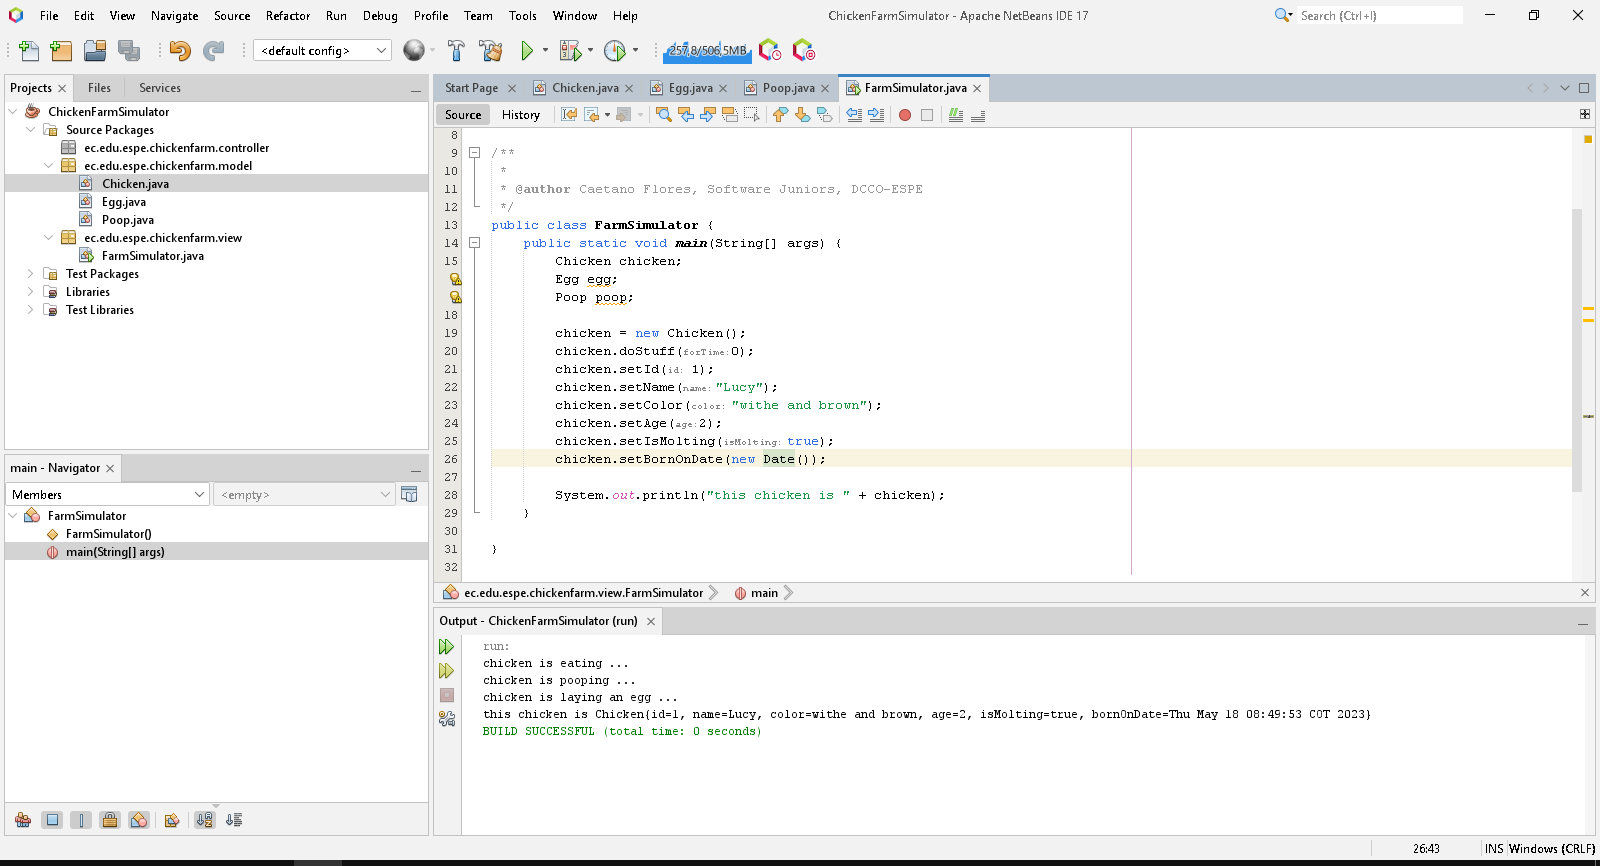 File Edit View Navigate Source Refactor Run Debug Profile Team Tools Window Help
ChickenFarmSimulator - Apache NetBeans IDE 17
Search (Ctrl+I)
<default config>
257,8/506,5MB
Projects
Files
Services
ChickenFarmSimulator
Source Packages
ec.edu.espe.chickenfarm.controller
ec.edu.espe.chickenfarm.model
Chicken.java
Egg.java
Poop.java
ec.edu.espe.chickenfarm.view
FarmSimulator.java
Test Packages
Libraries
Test Libraries
main - Navigator
Members
<empty>
FarmSimulator
FarmSimulator()
main(String[] args)
Start Page
Chicken.java
Egg.java
Poop.java
FarmSimulator.java
Source
History
8
9 /**
10 *
11 * @author Caetano Flores, Software Juniors, DCCO-ESPE
12 */
13 public class FarmSimulator {
14 public static void main(String[] args) {
15 Chicken chicken;
Egg egg;
Poop poop;
18
19 chicken = new Chicken();
20 chicken.doStuff(forTime:0);
21 chicken.setId(id: 1);
22 chicken.setName(name: "Lucy");
23 chicken.setColor(color: "withe and brown");
24 chicken.setAge(age:2);
25 chicken.setIsMolting(isMolting: true);
26 chicken.setBornOnDate(new Date());
27
28 System.out.println("this chicken is " + chicken);
29 }
30
31 }
32
ec.edu.espe.chickenfarm.view.FarmSimulator
main
Output - ChickenFarmSimulator (run)
run:
chicken is eating ...
chicken is pooping ...
chicken is laying an egg ...
this chicken is Chicken{id=1, name=Lucy, color=withe and brown, age=2, isMolting=true, bornOnDate=Thu May 18 08:49:53 COT 2023}
BUILD SUCCESSFUL (total time: 0 seconds)
26:43
INS
Windows (CRLF)